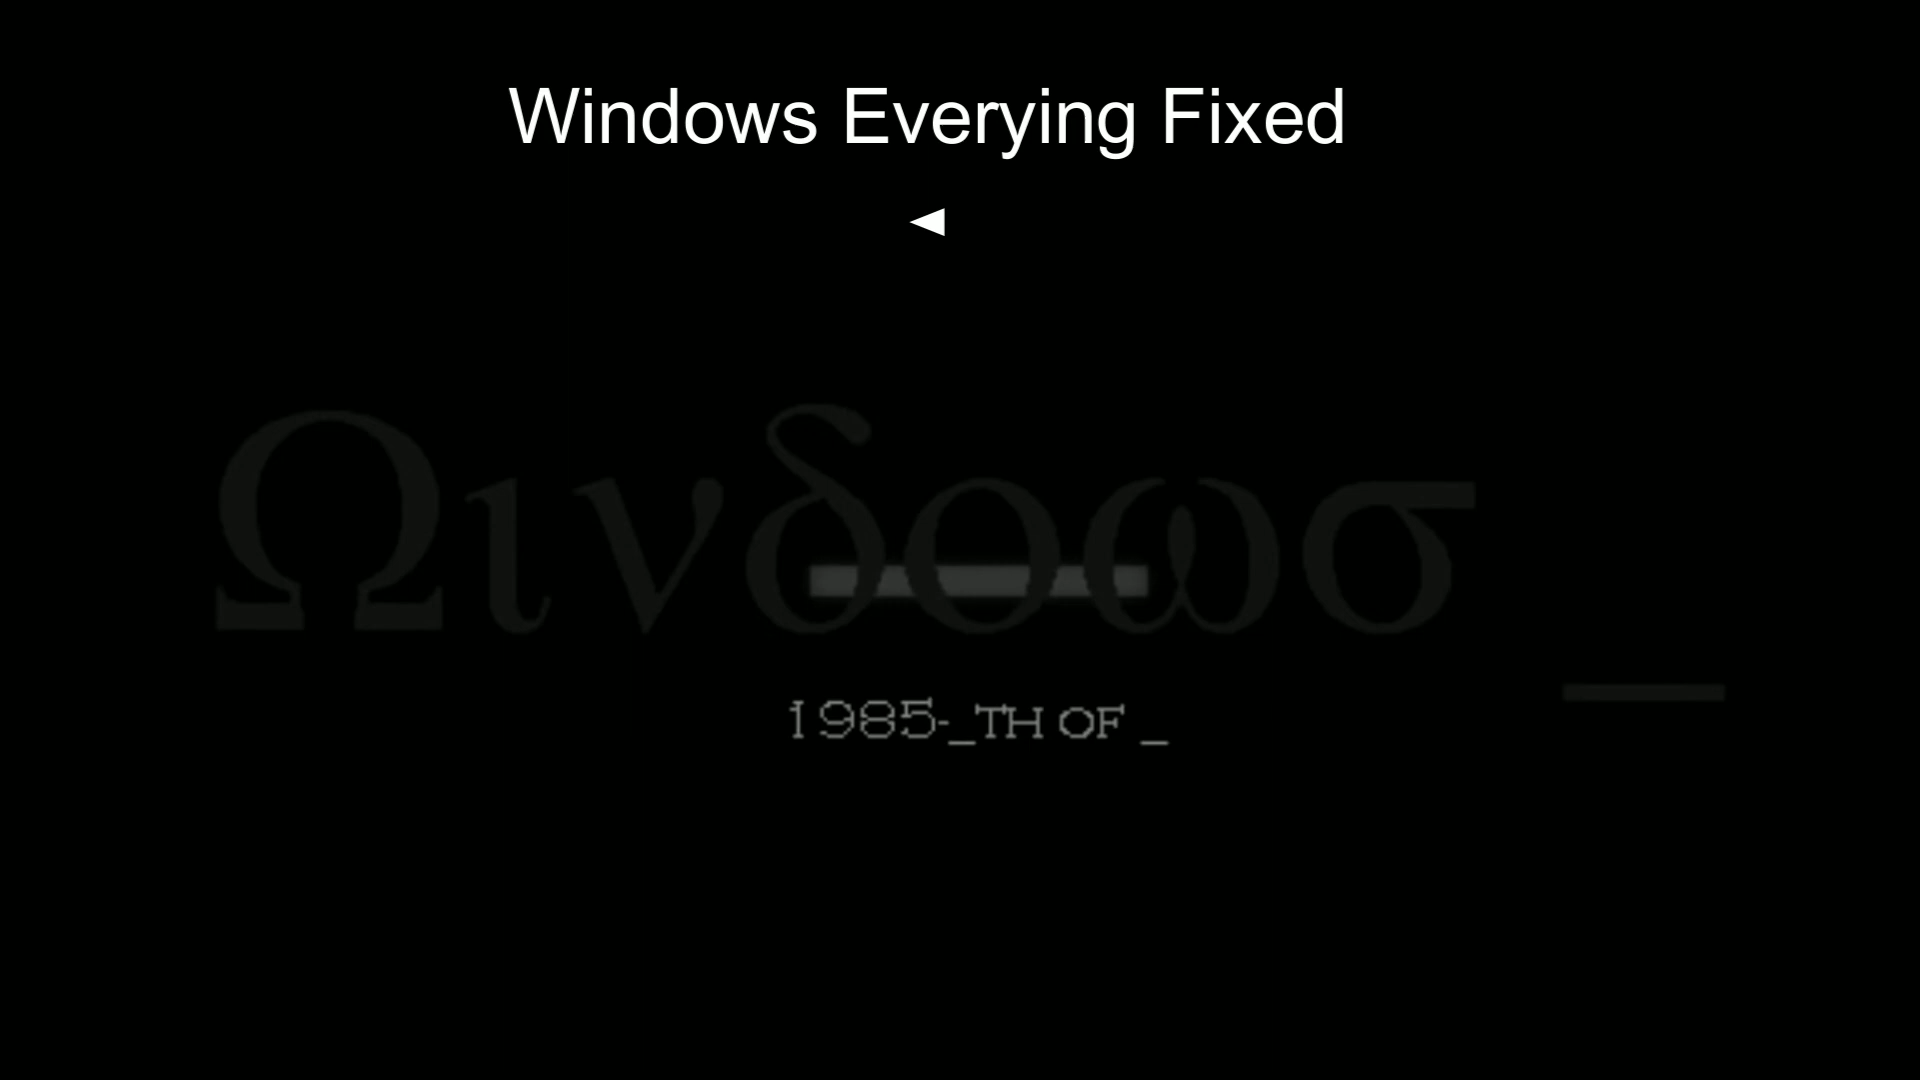 Windows Everying Fixed
◄
Ωινδοωσ _
1985-_TH OF _